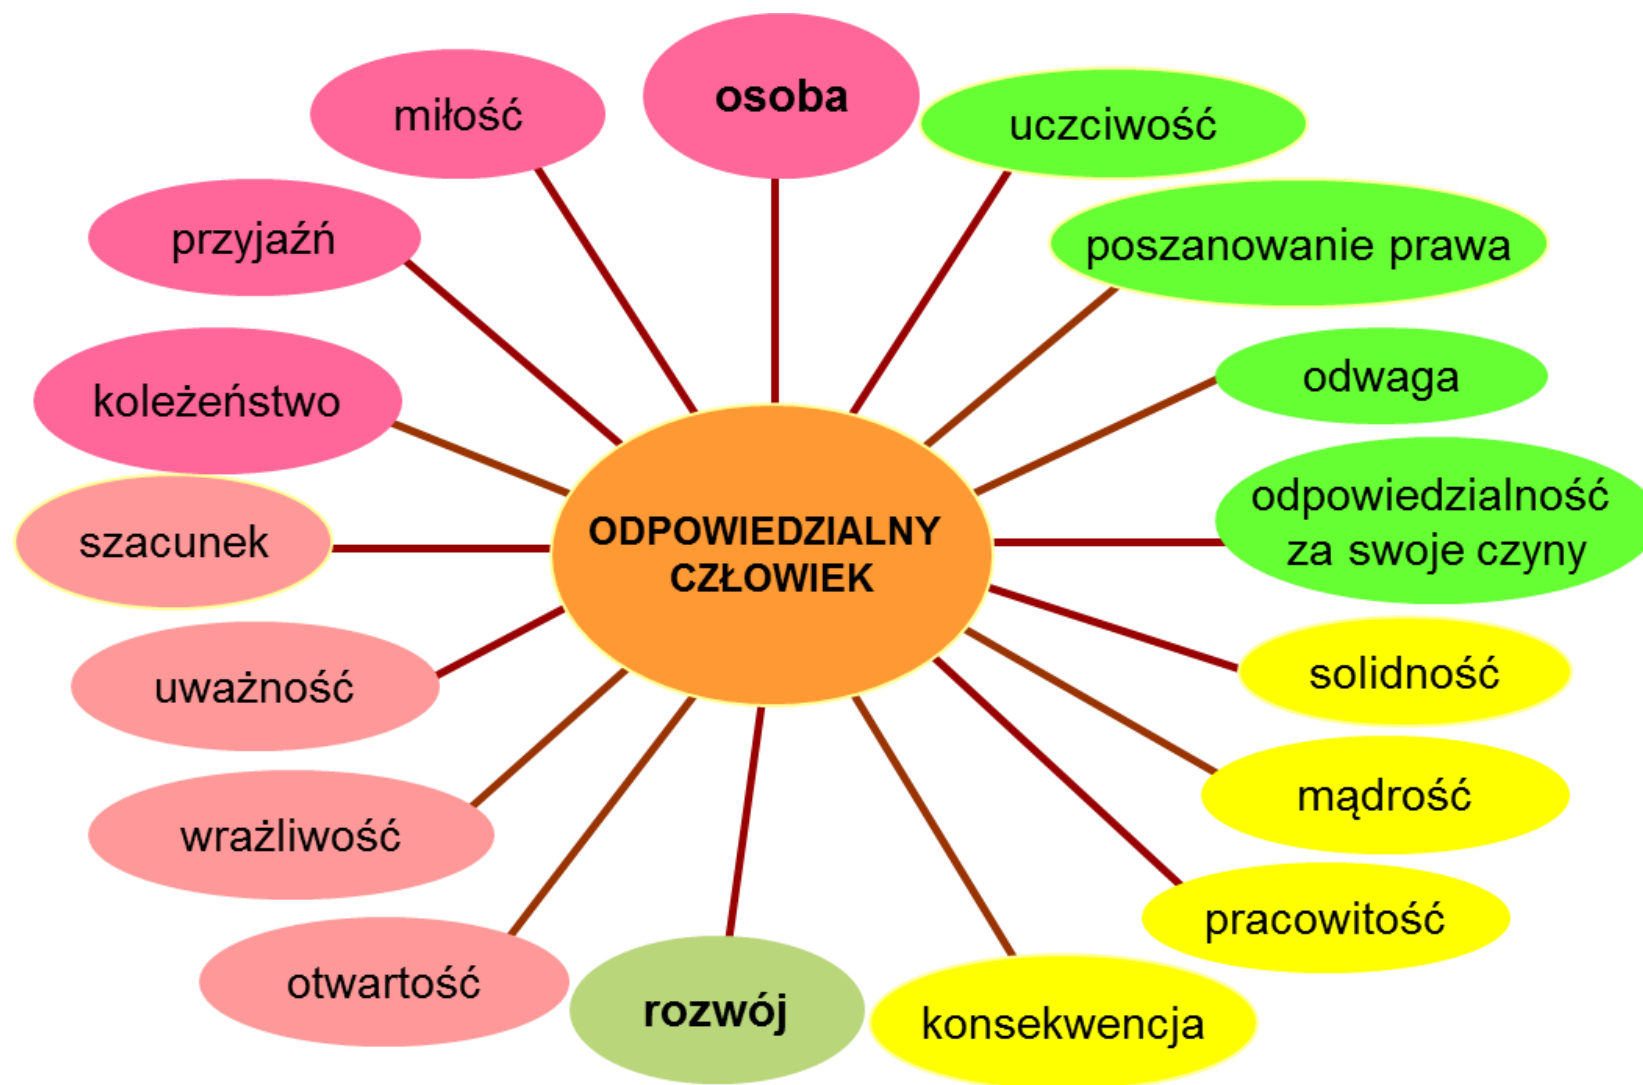 osoba
miłość
uczciwość
przyjaźń
poszanowanie prawa
koleżeństwo
odwaga
szacunek
ODPOWIEDZIALNY
CZŁOWIEK
odpowiedzialność
za swoje czyny
uważność
solidność
wrażliwość
mądrość
otwartość
pracowitość
rozwój
konsekwencja